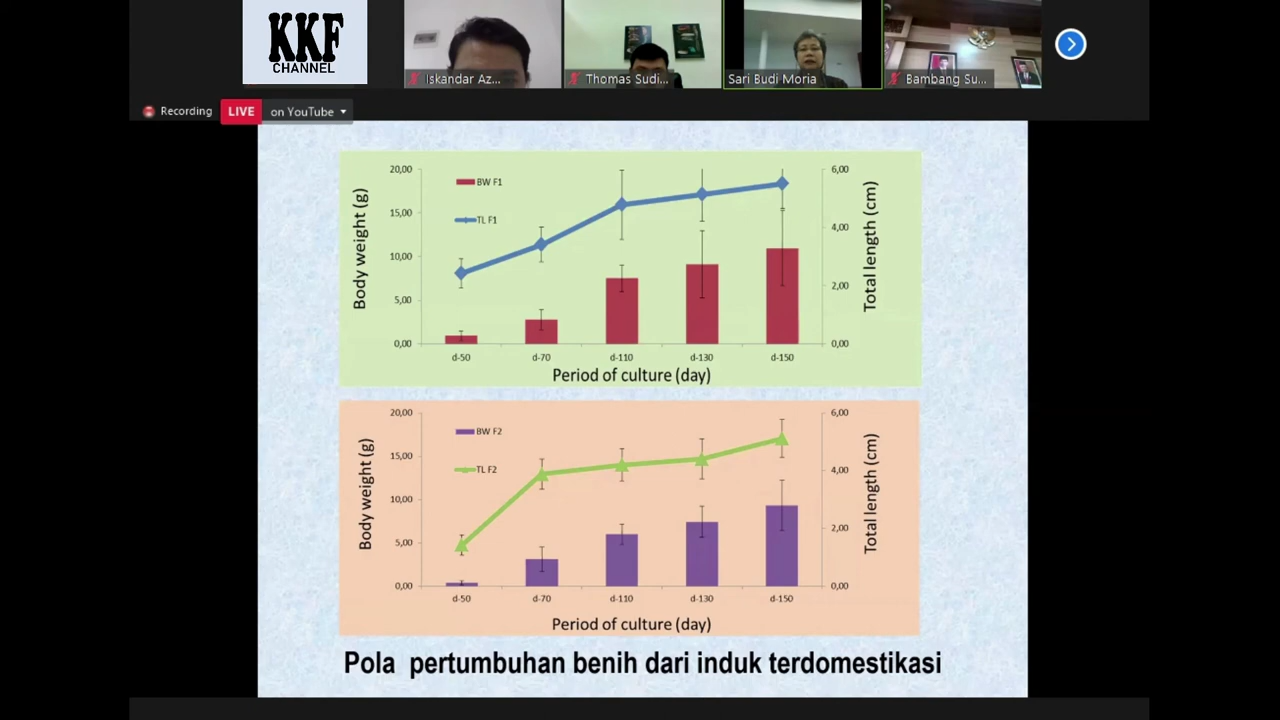 KKF
CHANNEL
Iskandar Az...
Thomas Sudi...
Sari Budi Moria
Bambang Su...
Recording
LIVE
on YouTube
20,00
15,00
10,00
5,00
0,00
Body weight (g)
BW F1
TL F1
6,00
4,00
2,00
0,00
Total length (cm)
d-50
d-70
d-110
d-130
d-150
Period of culture (day)
20,00
15,00
10,00
5,00
0,00
Body weight (g)
BW F2
TL F2
6,00
4,00
2,00
0,00
Total length (cm)
d-50
d-70
d-110
d-130
d-150
Period of culture (day)
Pola pertumbuhan benih dari induk terdomestikasi